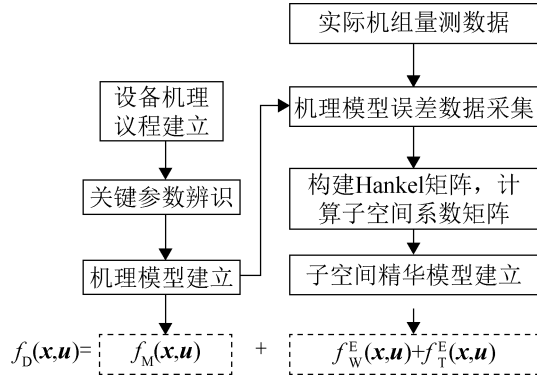 实际机组量测数据
设备机理
议程建立
机理模型误差数据采集
关键参数辨识
构建Hankel矩阵，计
算子空间系数矩阵
机理模型建立
子空间精华模型建立
f_D(x,u)= f_M(x,u) + f_W^E(x,u)+f_T^E(x,u)